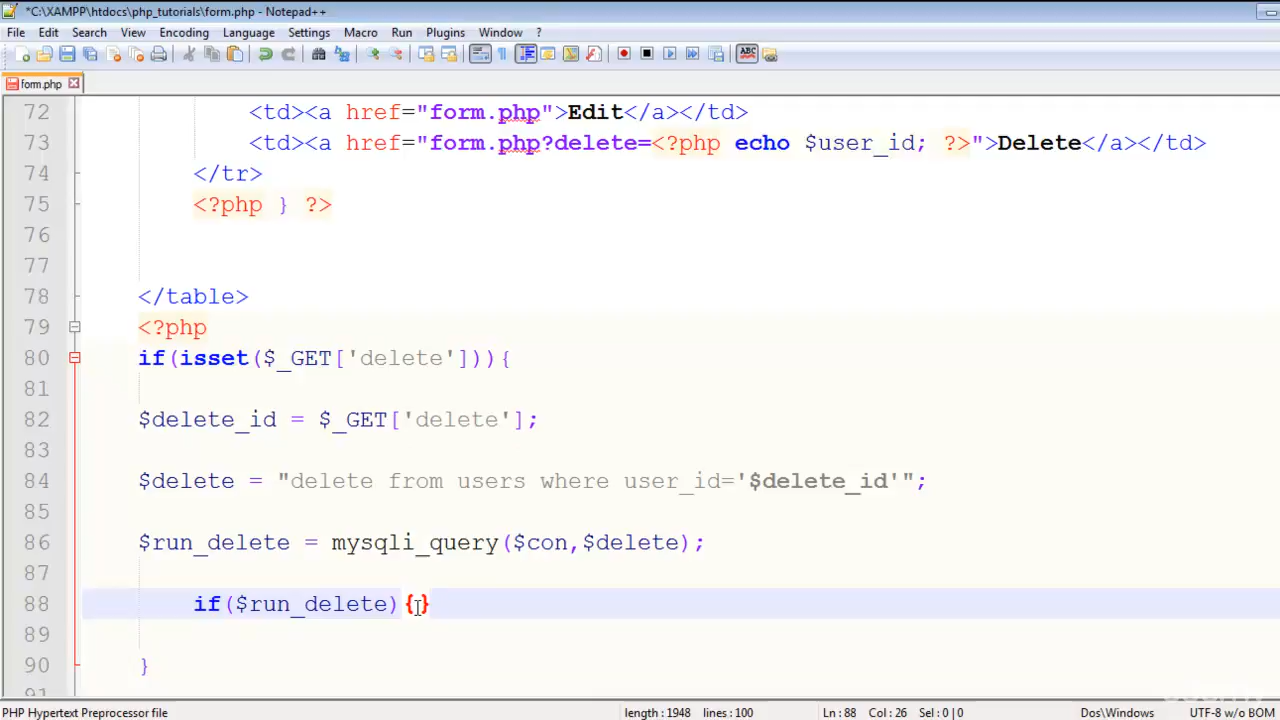 *C:\XAMPP\htdocs\php_tutorials\form.php - Notepad++
File Edit Search View Encoding Language Settings Macro Run Plugins Window ?
ABC
form.php
72 <td><a href="form.php">Edit</a></td>
73 <td><a href="form.php?delete=<?php echo $user_id; ?>">Delete</a></td>
74 </tr>
75 <?php } ?>
76
77
78 </table>
79 <?php
80 if(isset($_GET['delete'])){
81
82 $delete_id = $_GET['delete'];
83
84 $delete = "delete from users where user_id='$delete_id'";
85
86 $run_delete = mysqli_query($con,$delete);
87
88 if($run_delete){}
89
90 }
91
PHP Hypertext Preprocessor file length : 1948 lines : 100 Ln : 88 Col : 26 Sel : 0 | 0 Dos\Windows UTF-8 w/o BOM